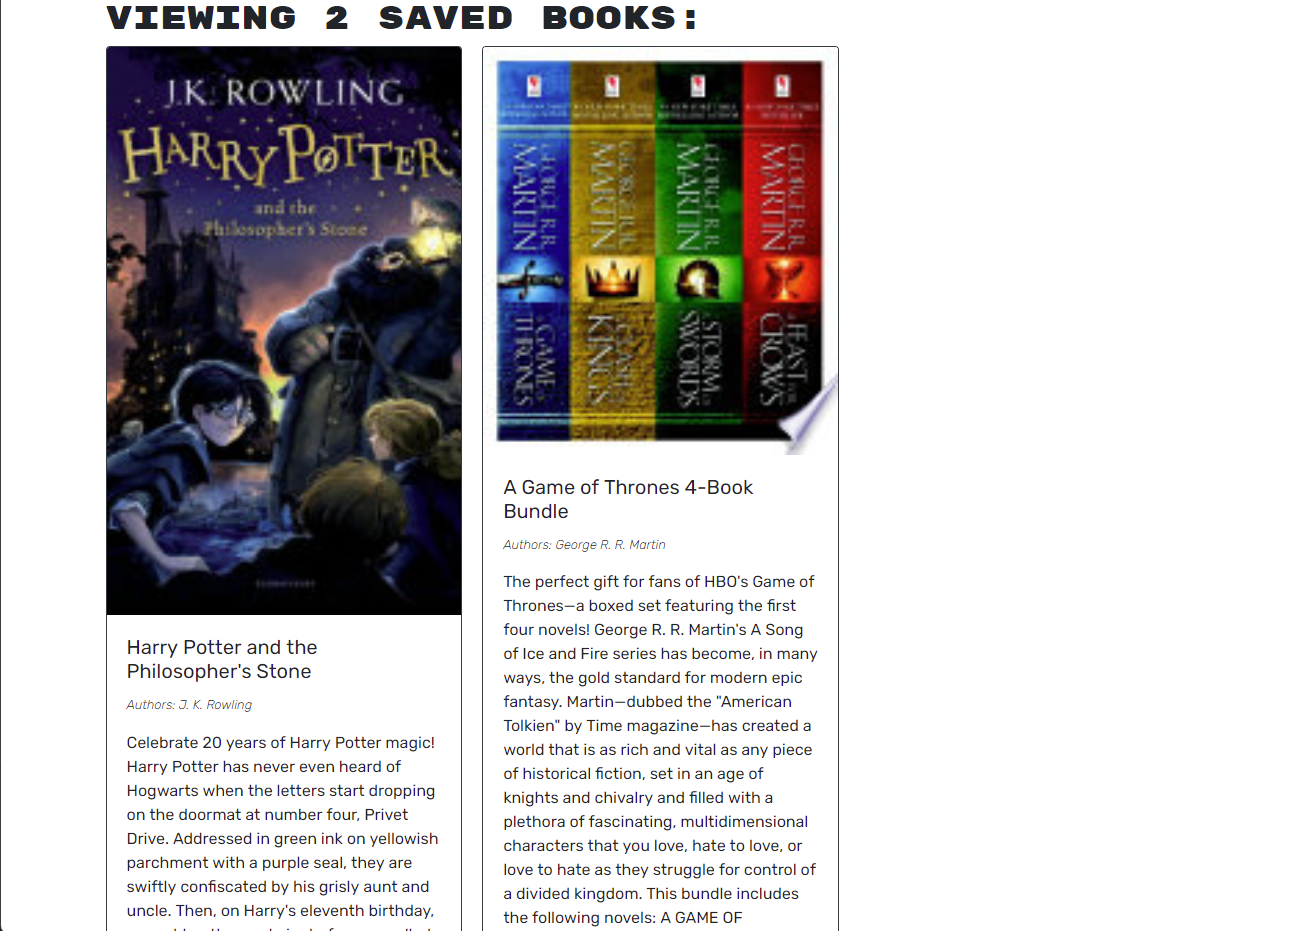 VIEWING 2 SAVED BOOKS:
J.K. ROWLING
HARRY POTTER
and the
Philosopher's Stone
Harry Potter and the
Philosopher's Stone
Authors: J. K. Rowling
Celebrate 20 years of Harry Potter magic!
Harry Potter has never even heard of
Hogwarts when the letters start dropping
on the doormat at number four, Privet
Drive. Addressed in green ink on yellowish
parchment with a purple seal, they are
swiftly confiscated by his grisly aunt and
uncle. Then, on Harry's eleventh birthday,
GEORGE R.R.
MARTIN
A GAME OF
THRONES
GEORGE R.R.
MARTIN
A CLASH OF
KINGS
GEORGE R.R.
MARTIN
A STORM OF
SWORDS
GEORGE R.R.
MARTIN
A FEAST FOR
CROWS
A Game of Thrones 4-Book
Bundle
Authors: George R. R. Martin
The perfect gift for fans of HBO's Game of
Thrones—a boxed set featuring the first
four novels! George R. R. Martin's A Song
of Ice and Fire series has become, in many
ways, the gold standard for modern epic
fantasy. Martin—dubbed the "American
Tolkien" by Time magazine—has created a
world that is as rich and vital as any piece
of historical fiction, set in an age of
knights and chivalry and filled with a
plethora of fascinating, multidimensional
characters that you love, hate to love, or
love to hate as they struggle for control of
a divided kingdom. This bundle includes
the following novels: A GAME OF